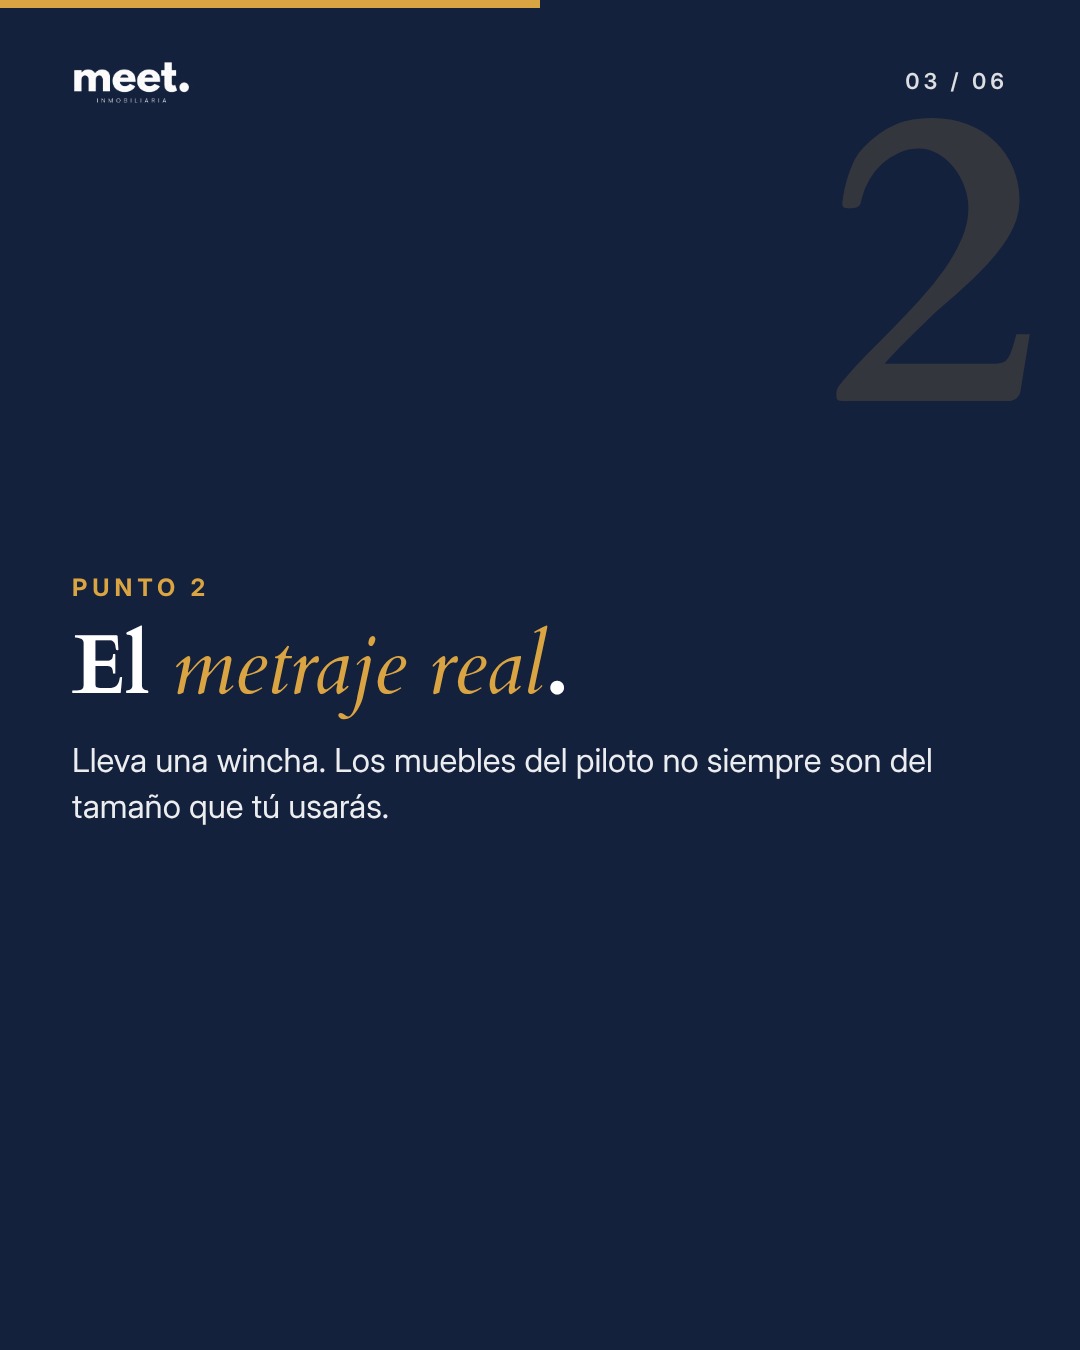 meet.
INMOBILIARIA
03 / 06
2
PUNTO 2
El metraje real.
Lleva una wincha. Los muebles del piloto no siempre son del
tamaño que tú usarás.